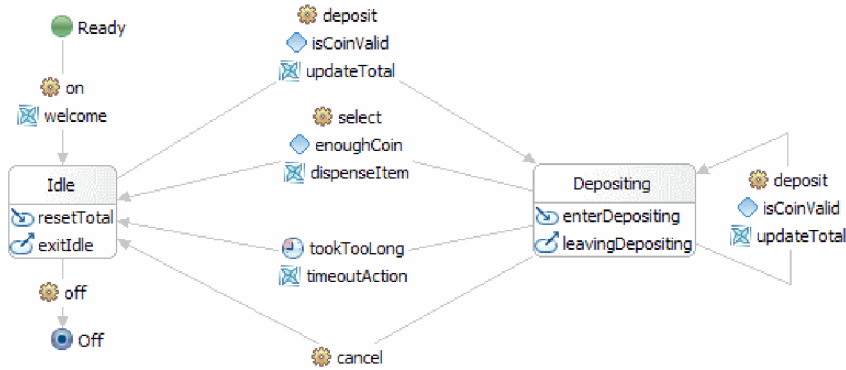 Ready
on
welcome
Idle
resetTotal
exitIdle
off
Off
deposit
isCoinValid
updateTotal
select
enoughCoin
dispenseItem
tookTooLong
timeoutAction
cancel
Depositing
enterDepositing
leavingDepositing
deposit
isCoinValid
updateTotal